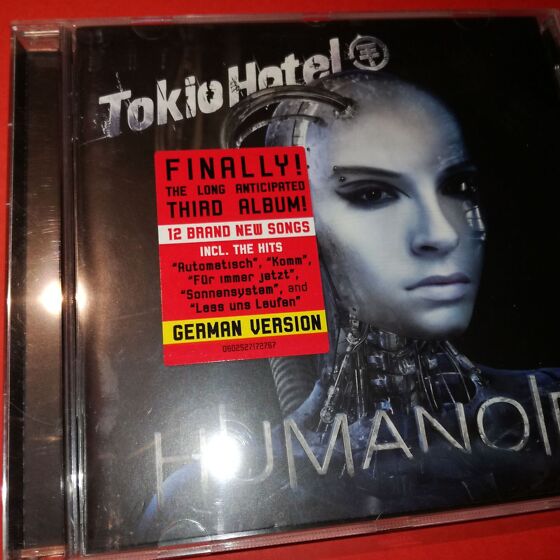 Tokio Hotel
FINALLY!
THE LONG ANTICIPATED
THIRD ALBUM!
12 BRAND NEW SONGS
INCL. THE HITS
"Automatisch", "Komm",
"Für immer jetzt",
"Sonnensystem", and
"Lass uns Laufen"
GERMAN VERSION
0602527172767
HUMANOID